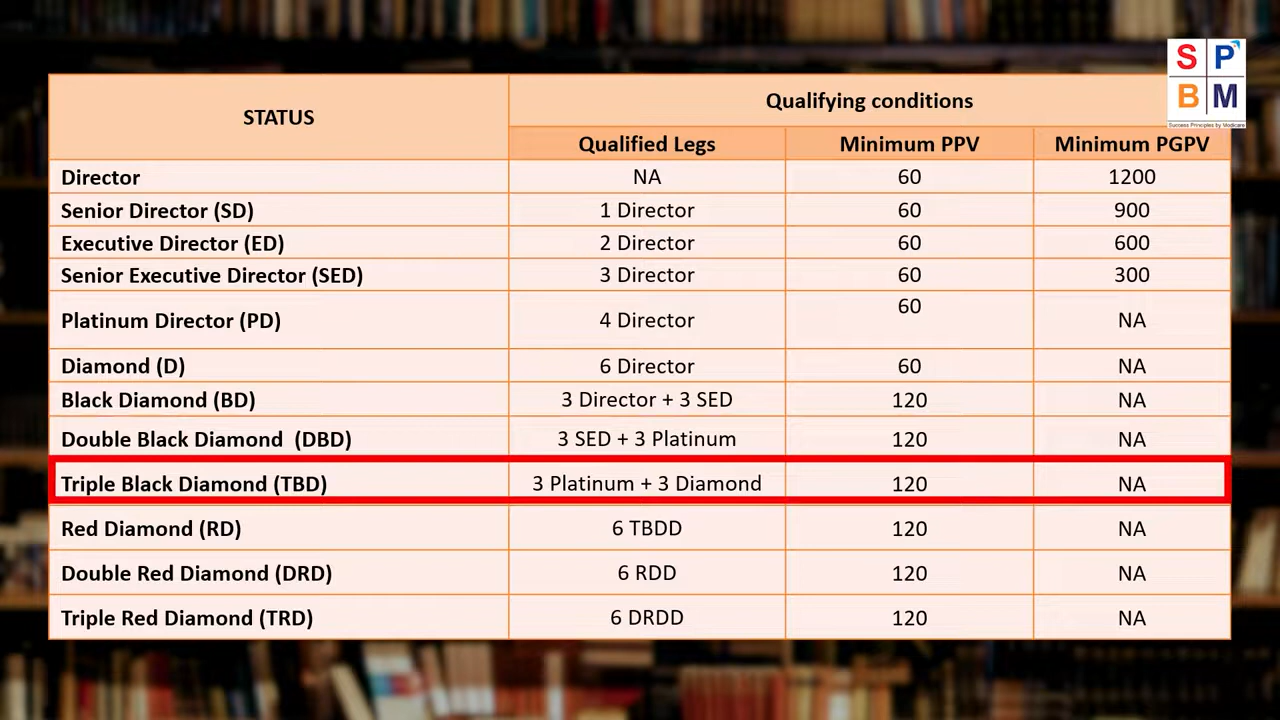 S P
B M
Success Principles by Modicare
STATUS Qualifying conditions
Qualified Legs Minimum PPV Minimum PGPV
Director NA 60 1200
Senior Director (SD) 1 Director 60 900
Executive Director (ED) 2 Director 60 600
Senior Executive Director (SED) 3 Director 60 300
Platinum Director (PD) 4 Director 60 NA
Diamond (D) 6 Director 60 NA
Black Diamond (BD) 3 Director + 3 SED 120 NA
Double Black Diamond (DBD) 3 SED + 3 Platinum 120 NA
Triple Black Diamond (TBD) 3 Platinum + 3 Diamond 120 NA
Red Diamond (RD) 6 TBDD 120 NA
Double Red Diamond (DRD) 6 RDD 120 NA
Triple Red Diamond (TRD) 6 DRDD 120 NA